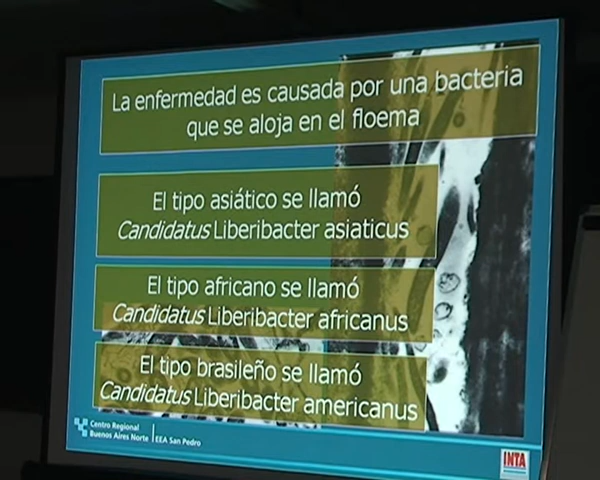 La enfermedad es causada por una bacteria
que se aloja en el floema
El tipo asiático se llamó
Candidatus Liberibacter asiaticus
El tipo africano se llamó
Candidatus Liberibacter africanus
El tipo brasileño se llamó
Candidatus Liberibacter americanus
Centro Regional
Buenos Aires Norte
EEA San Pedro
INTA